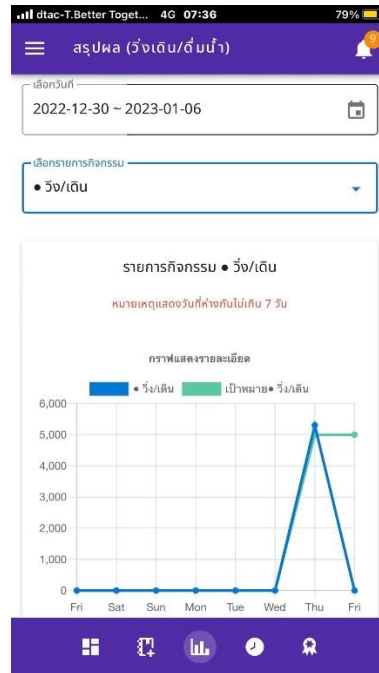 dtac-T.Better Toget... 4G 07:36 79%
สรุปผล (วิ่งเดิน/ดื่มน้ำ)
9
เลือกวันที่
2022-12-30 ~ 2023-01-06
เลือกรายการกิจกรรม
● วิ่ง/เดิน
รายการกิจกรรม ● วิ่ง/เดิน
หมายเหตุแสดงวันที่ห่างกันไม่เกิน 7 วัน
กราฟแสดงรายละเอียด
● วิ่ง/เดิน เป้าหมาย● วิ่ง/เดิน
6,000
5,000
4,000
3,000
2,000
1,000
0
Fri Sat Sun Mon Tue Wed Thu Fri